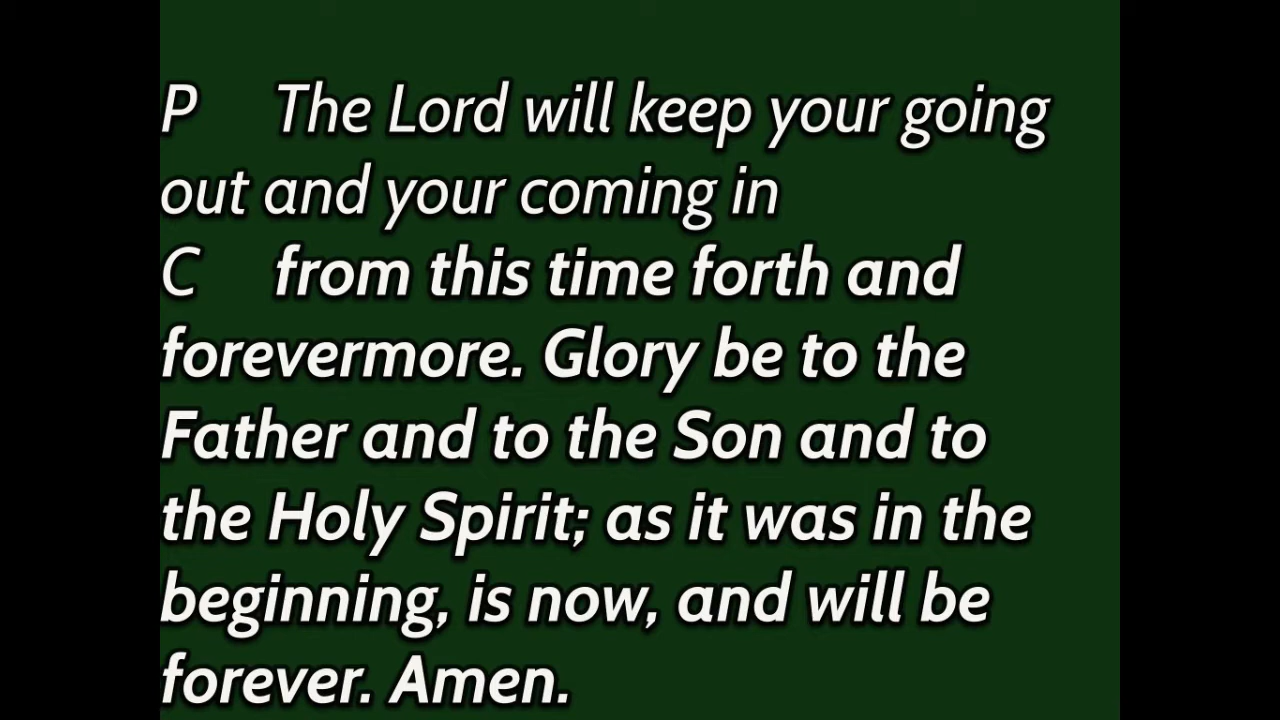 P The Lord will keep your going
out and your coming in
C from this time forth and
forevermore. Glory be to the
Father and to the Son and to
the Holy Spirit; as it was in the
beginning, is now, and will be
forever. Amen.